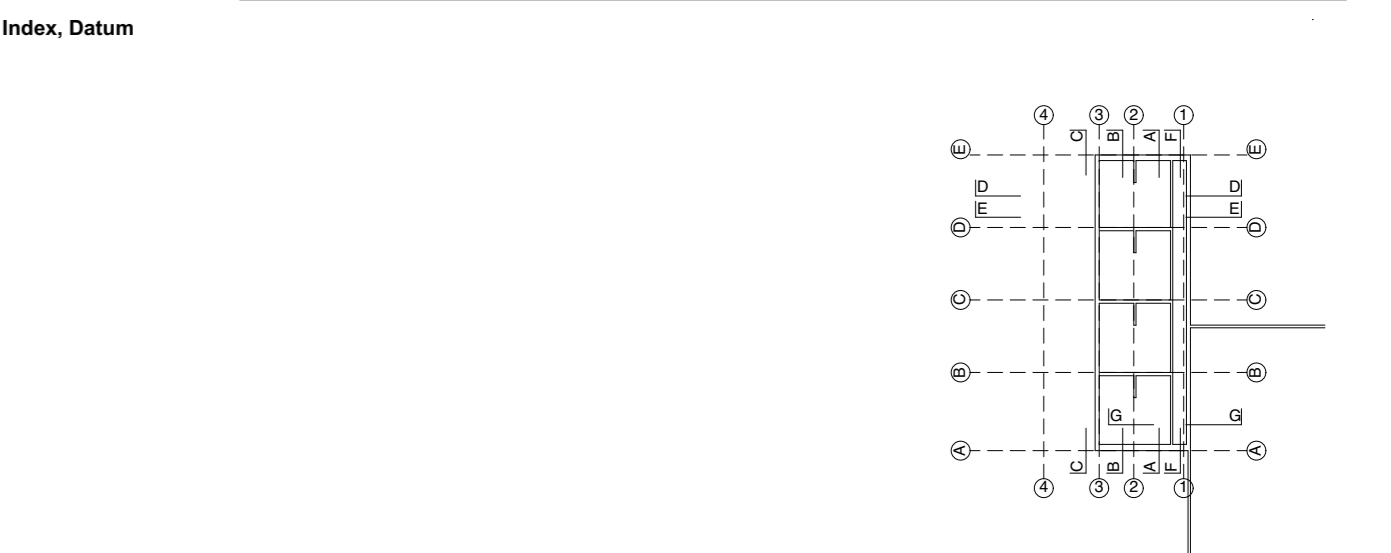 Index, Datum
4 3 2 1
C B A F
E E
D D
E E
D D
C C
B B
G G
A A
C B A F
4 3 2 1